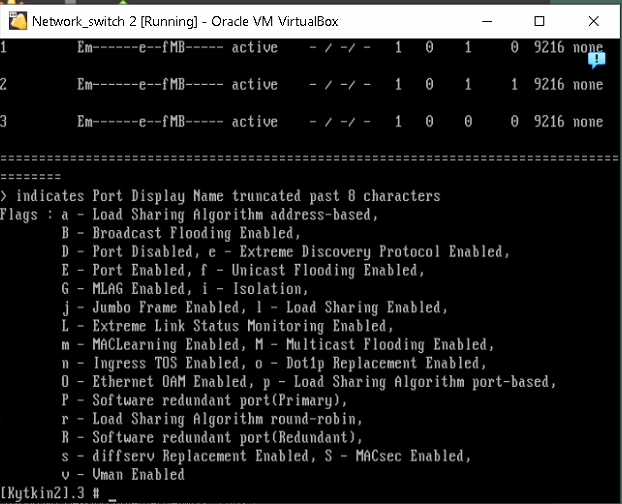 Network_switch 2 [Running] - Oracle VM VirtualBox
1 Em------e--fMB----- active - / -/ - 1 0 1 0 9216 none
2 Em------e--fMB----- active - / -/ - 1 0 1 1 9216 none
3 Em------e--fMB----- active - / -/ - 1 0 0 0 9216 none
================================================================================
========
> indicates Port Display Name truncated past 8 characters
Flags : a - Load Sharing Algorithm address-based,
B - Broadcast Flooding Enabled,
D - Port Disabled, e - Extreme Discovery Protocol Enabled,
E - Port Enabled, f - Unicast Flooding Enabled,
G - MLAG Enabled, i - Isolation,
j - Jumbo Frame Enabled, l - Load Sharing Enabled,
L - Extreme Link Status Monitoring Enabled,
m - MACLearning Enabled, M - Multicast Flooding Enabled,
n - Ingress TOS Enabled, o - Dot1p Replacement Enabled,
O - Ethernet OAM Enabled, p - Load Sharing Algorithm port-based,
P - Software redundant port(Primary),
r - Load Sharing Algorithm round-robin,
R - Software redundant port(Redundant),
s - diffserv Replacement Enabled, S - MACsec Enabled,
v - Vman Enabled
[Kytkin2].3 # _